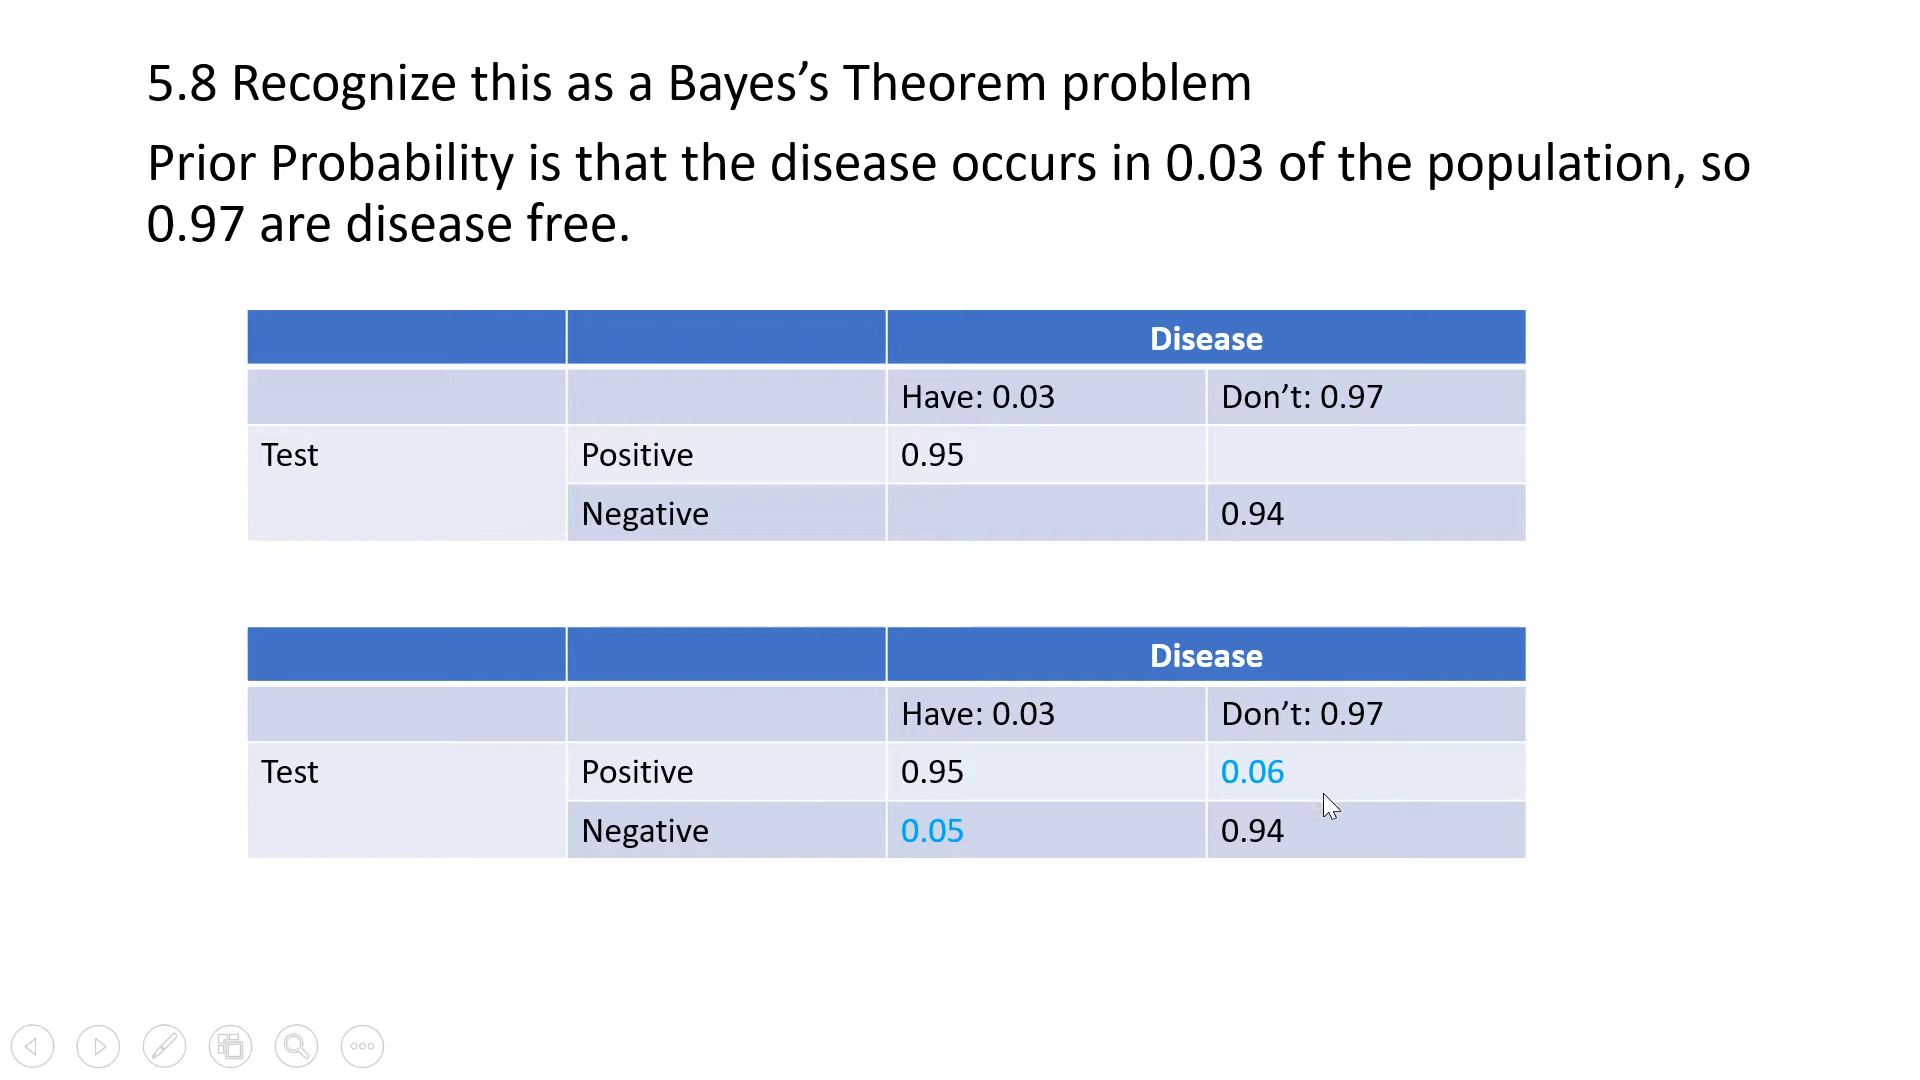 5.8 Recognize this as a Bayes’s Theorem problem
Prior Probability is that the disease occurs in 0.03 of the population, so
0.97 are disease free.
Disease
Have: 0.03 Don’t: 0.97
Test Positive 0.95
Negative 0.94
Disease
Have: 0.03 Don’t: 0.97
Test Positive 0.95 0.06
Negative 0.05 0.94